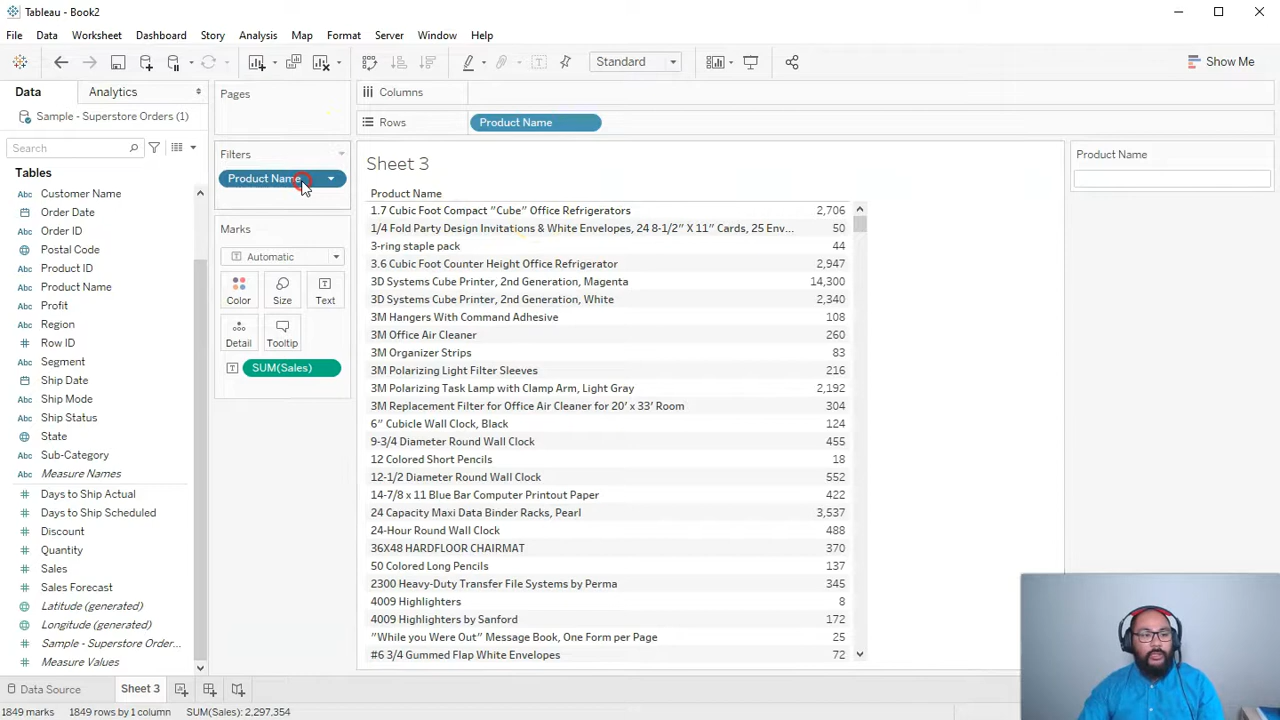 Tableau - Book2
File Data Worksheet Dashboard Story Analysis Map Format Server Window Help
Standard
Show Me
Data Analytics
Sample - Superstore Orders (1)
Search
Tables
Abc Customer Name
Order Date
Abc Order ID
Postal Code
Abc Product ID
Abc Product Name
Abc Profit
Abc Region
Row ID
Abc Segment
Ship Date
Abc Ship Mode
Abc Ship Status
State
Abc Sub-Category
Abc Measure Names
Days to Ship Actual
Days to Ship Scheduled
Discount
Quantity
Sales
Sales Forecast
Latitude (generated)
Longitude (generated)
Sample - Superstore Order...
Measure Values
Pages
Filters
Product Name
Marks
Automatic
Color Size Text
Detail Tooltip
SUM(Sales)
Columns
Rows Product Name
Sheet 3
Product Name
1.7 Cubic Foot Compact "Cube" Office Refrigerators 2,706
1/4 Fold Party Design Invitations & White Envelopes, 24 8-1/2" X 11" Cards, 25 Env... 50
3-ring staple pack 44
3.6 Cubic Foot Counter Height Office Refrigerator 2,947
3D Systems Cube Printer, 2nd Generation, Magenta 14,300
3D Systems Cube Printer, 2nd Generation, White 2,340
3M Hangers With Command Adhesive 108
3M Office Air Cleaner 260
3M Organizer Strips 83
3M Polarizing Light Filter Sleeves 216
3M Polarizing Task Lamp with Clamp Arm, Light Gray 2,192
3M Replacement Filter for Office Air Cleaner for 20' x 33' Room 304
6" Cubicle Wall Clock, Black 124
9-3/4 Diameter Round Wall Clock 455
12 Colored Short Pencils 18
12-1/2 Diameter Round Wall Clock 552
14-7/8 x 11 Blue Bar Computer Printout Paper 422
24 Capacity Maxi Data Binder Racks, Pearl 3,537
24-Hour Round Wall Clock 200
36X48 HARDFLOOR CHAIRMAT 370
50 Colored Long Pencils 137
2300 Heavy-Duty Transfer File Systems by Perma 345
4009 Highlighters 8
4009 Highlighters by Sanford 172
"While you Were Out" Message Book, One Form per Page 25
#6 3/4 Gummed Flap White Envelopes 72
Product Name
Data Source Sheet 3
1849 marks 1849 rows by 1 column SUM(Sales): 2,297,354